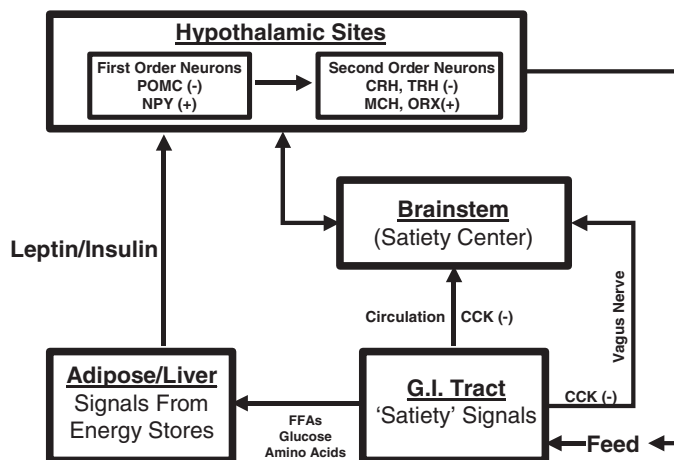 Hypothalamic Sites
First Order Neurons
POMC (-)
NPY (+)
Second Order Neurons
CRH, TRH (-)
MCH, ORX(+)
Brainstem
(Satiety Center)
Leptin/Insulin
Circulation
CCK (-)
Vagus Nerve
Adipose/Liver
Signals From
Energy Stores
FFAs
Glucose
Amino Acids
G.I. Tract
‘Satiety’ Signals
CCK (-)
Feed